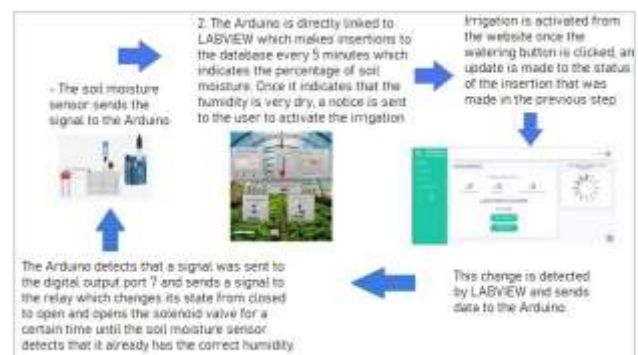 - The soil moisture
sensor sends the
signal to the Arduino
2. The Arduino is directly linked to
LABVIEW which makes insertions to
the database every 5 minutes which
indicates the percentage of soil
moisture. Once it indicates that the
humidity is very dry, a notice is sent
to the user to activate the irrigation
Irrigation is activated from
the website once the
watering button is clicked, an
update is made to the status
of the insertion that was
made in the previous step
This change is detected
by LABVIEW and sends
data to the Arduino
The Arduino detects that a signal was sent to
the digital output port 7 and sends a signal to
the relay which changes its state from closed
to open and opens the solenoid valve for a
certain time until the soil moisture sensor
detects that it already has the correct humidity.